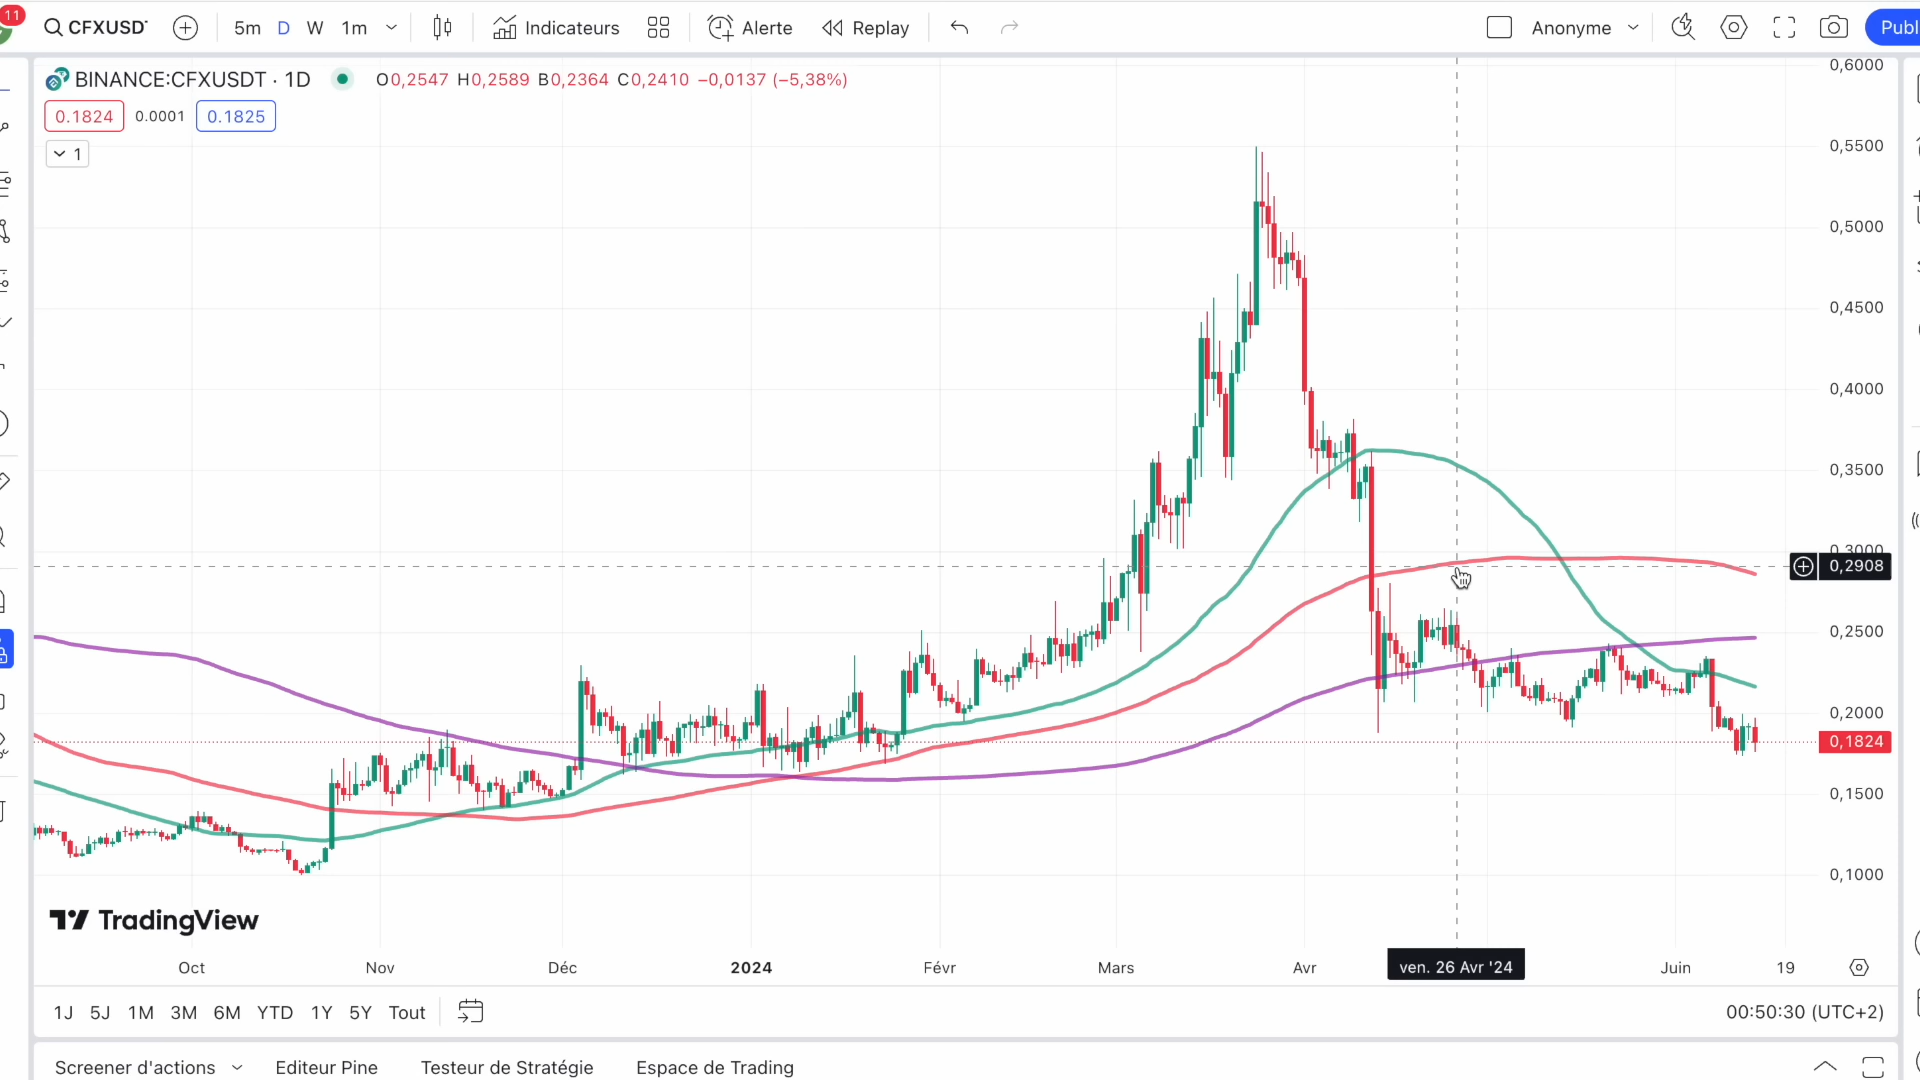 11
CFXUSD
5m D W 1m Indicateurs Alerte Replay Anonyme Publ
BINANCE:CFXUSDT · 1D O0,2547 H0,2589 B0,2364 C0,2410 −0,0137 (−5,38%)
0.1824 0.0001 0.1825
1
0,6000
0,5500
0,5000
0,4500
0,4000
0,3500
0,3000
0,2908
0,2500
0,2000
0,1824
0,1500
0,1000
TradingView
Oct Nov Déc 2024 Févr Mars Avr ven. 26 Avr '24 Juin 19
1J 5J 1M 3M 6M YTD 1Y 5Y Tout 00:50:30 (UTC+2)
Screener d'actions Editeur Pine Testeur de Stratégie Espace de Trading